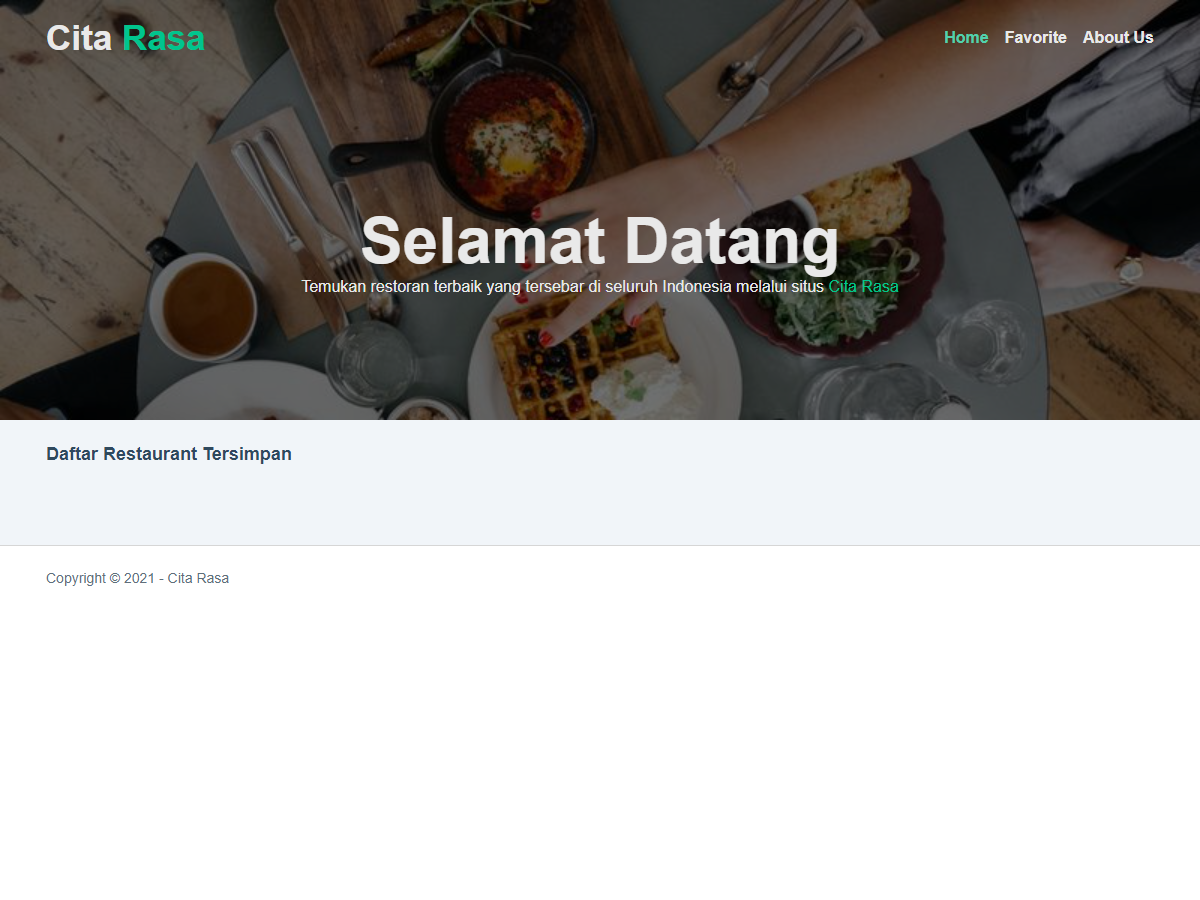 Cita Rasa
Home Favorite About Us
Selamat Datang
Temukan restoran terbaik yang tersebar di seluruh Indonesia melalui situs Cita Rasa
Daftar Restaurant Tersimpan
Copyright © 2021 - Cita Rasa